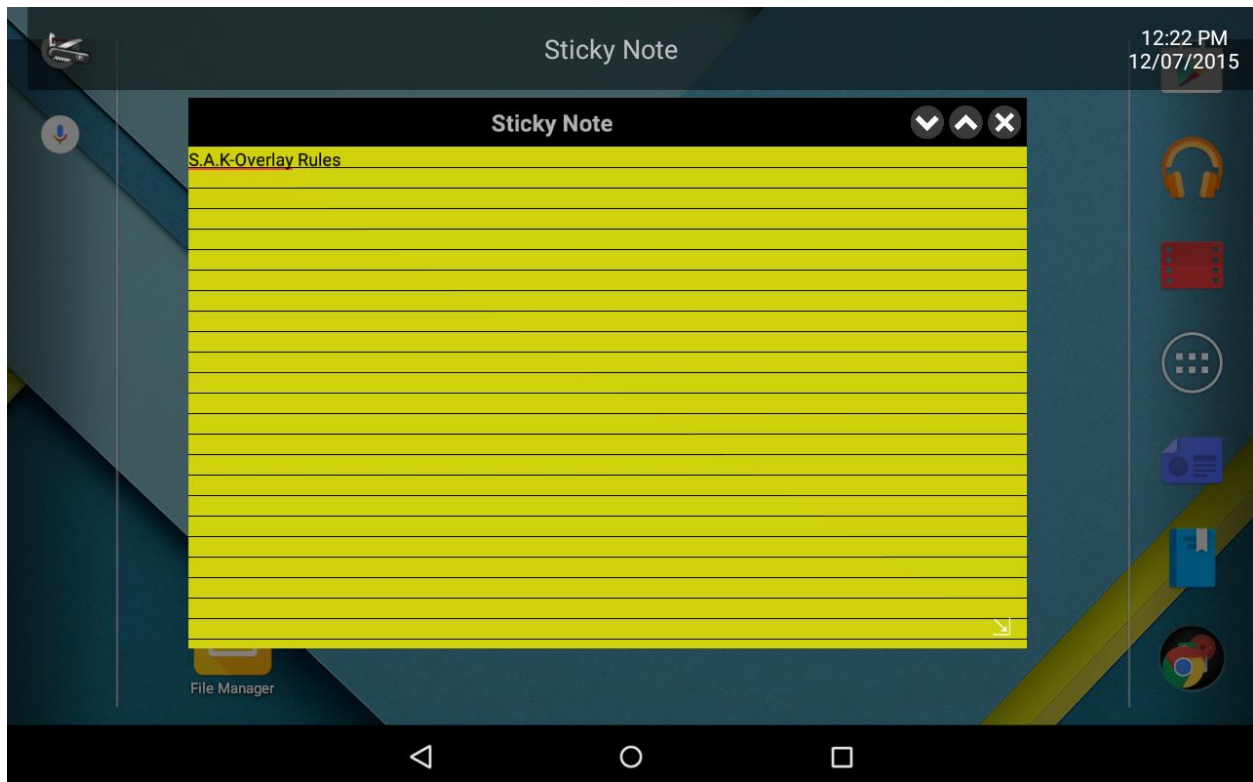 Sticky Note
12:22 PM
12/07/2015
Sticky Note
S.A.K-Overlay Rules
File Manager